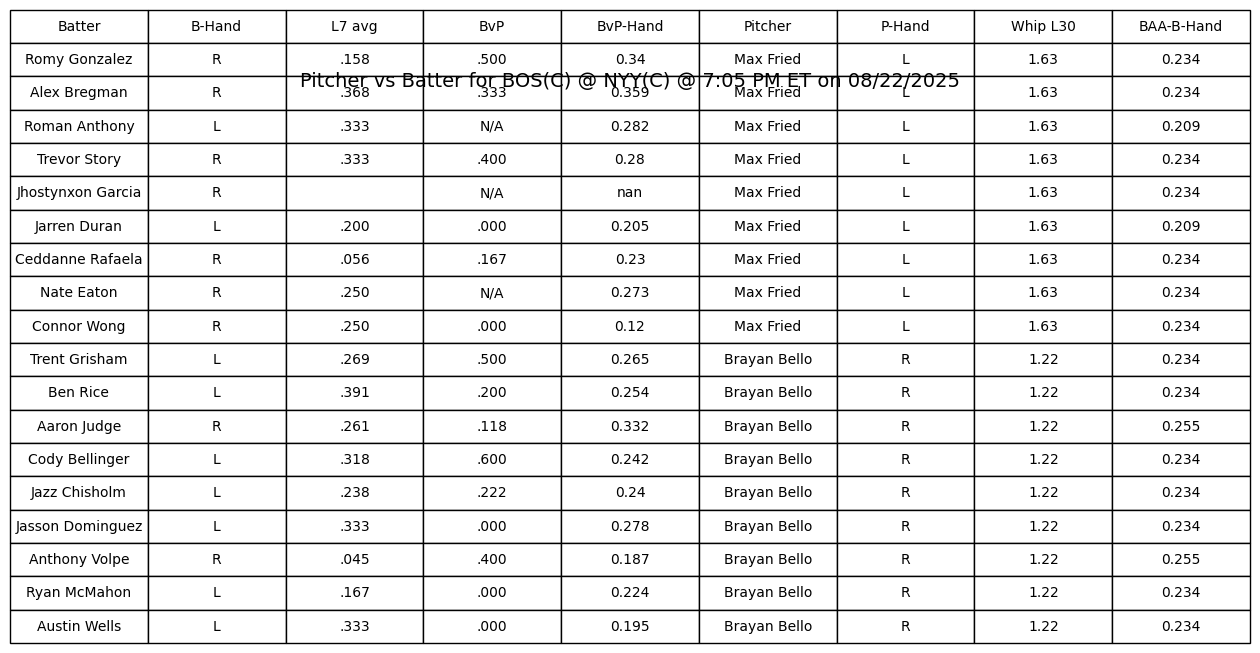 Batter B-Hand L7 avg BvP BvP-Hand Pitcher P-Hand Whip L30 BAA-B-Hand
Romy Gonzalez R .158 .500 0.34 Max Fried L 1.63 0.234
Pitcher vs Batter for BOS(C) @ NYY(C) @ 7:05 PM ET on 08/22/2025
Alex Bregman R .368 .333 0.359 Max Fried L 1.63 0.234
Roman Anthony L .333 N/A 0.282 Max Fried L 1.63 0.209
Trevor Story R .333 .400 0.28 Max Fried L 1.63 0.234
Jhostynxon Garcia R N/A nan Max Fried L 1.63 0.234
Jarren Duran L .200 .000 0.205 Max Fried L 1.63 0.209
Ceddanne Rafaela R .056 .167 0.23 Max Fried L 1.63 0.234
Nate Eaton R .250 N/A 0.273 Max Fried L 1.63 0.234
Connor Wong R .250 .000 0.12 Max Fried L 1.63 0.234
Trent Grisham L .269 .500 0.265 Brayan Bello R 1.22 0.234
Ben Rice L .391 .200 0.254 Brayan Bello R 1.22 0.234
Aaron Judge R .261 .118 0.332 Brayan Bello R 1.22 0.255
Cody Bellinger L .318 .600 0.242 Brayan Bello R 1.22 0.234
Jazz Chisholm L .238 .222 0.24 Brayan Bello R 1.22 0.234
Jasson Dominguez L .333 .000 0.278 Brayan Bello R 1.22 0.234
Anthony Volpe R .045 .400 0.187 Brayan Bello R 1.22 0.255
Ryan McMahon L .167 .000 0.224 Brayan Bello R 1.22 0.234
Austin Wells L .333 .000 0.195 Brayan Bello R 1.22 0.234